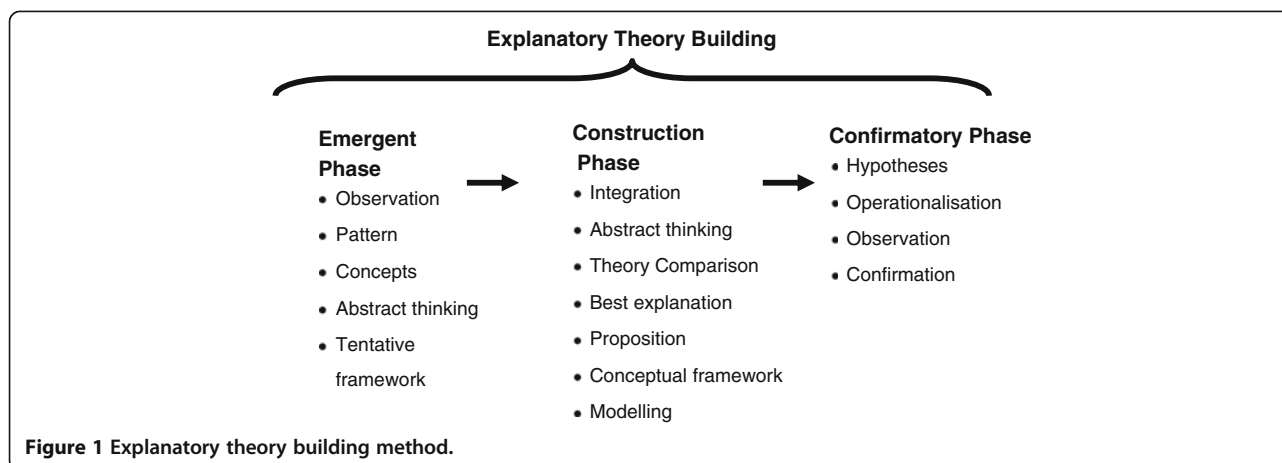 Explanatory Theory Building
Emergent
Phase
• Observation
• Pattern
• Concepts
• Abstract thinking
• Tentative
framework
Construction
Phase
• Integration
• Abstract thinking
• Theory Comparison
• Best explanation
• Proposition
• Conceptual framework
• Modelling
Confirmatory Phase
• Hypotheses
• Operationalisation
• Observation
• Confirmation
Figure 1 Explanatory theory building method.